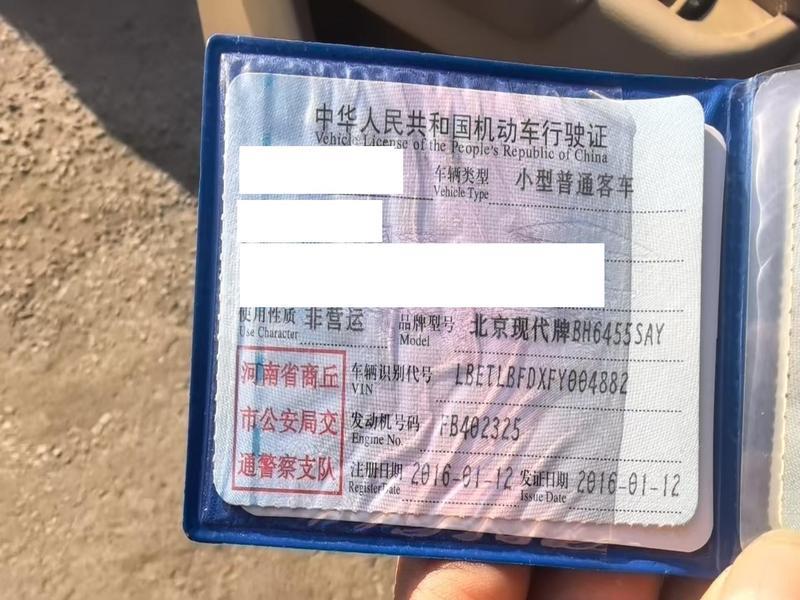 中华人民共和国机动车行驶证
Vehicle License of the People's Republic of China
车辆类型 小型普通客车
Vehicle Type
使用性质 非营运 品牌型号 北京现代牌BH6455SAY
Use Character Model
河南省商丘
市公安局交
通警察支队
车辆识别代号 LBETLBFDXFY004882
VIN
发动机号码 FB402325
Engine No.
注册日期 2016-01-12 发证日期 2016-01-12
Register Date Issue Date